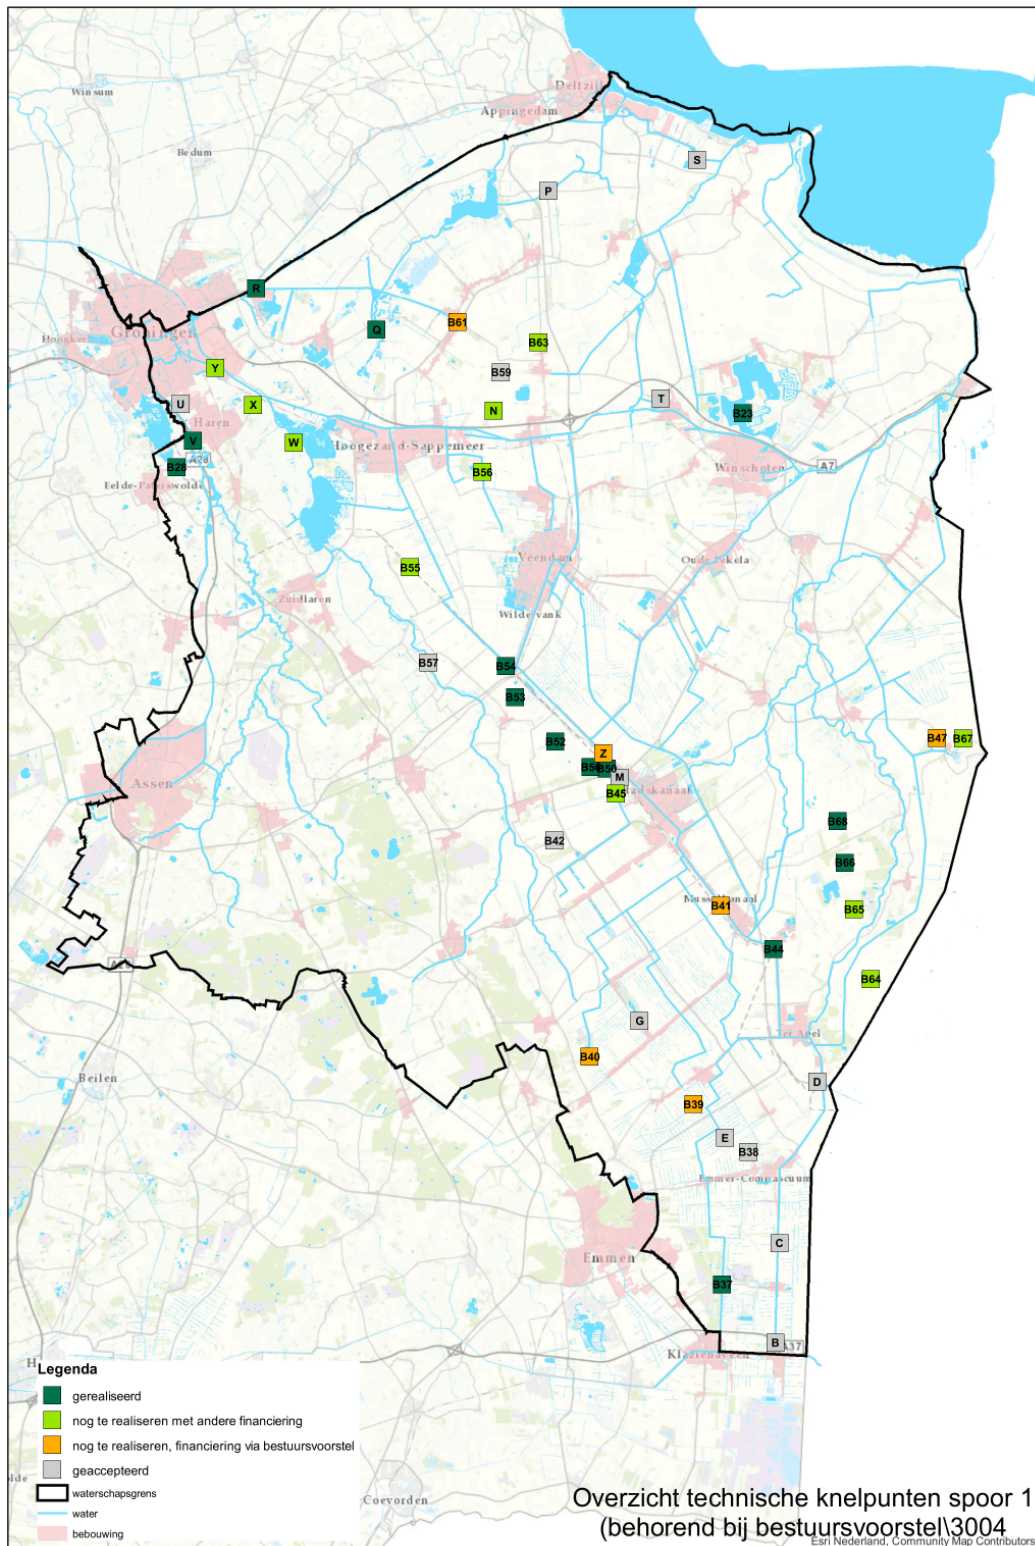 Winsum
Delfzijl
Appingedam
Bedum
S
P
R
Q
B61
B63
Groningen
Y
B59
U
X
N
T
B23
Haren
V
W
Hoogezand-Sappemeer
B28
A28
B56
Winschoten
A7
Eelde-Paterswolde
Veendam
Oude Pekela
B55
Zuidlaren
Wildervank
B57
B54
B53
B52
Z
B47
B67
B50
M
Assen
B45
Stadskanaal
B68
B42
B66
Musselkanaal
B41
B65
B44
B64
G
Ter Apel
B40
Beilen
D
B39
E
B38
Emmer-Compascuum
C
Emmen
B37
B
A37
Klazienaveen
Legenda
gerealiseerd
nog te realiseren met andere financiering
nog te realiseren, financiering via bestuursvoorstel
geaccepteerd
waterschapsgrens
water
bebouwing
Coevorden
Overzicht technische knelpunten spoor 1
(behorend bij bestuursvoorstel\3004
Esri Nederland, Community Map Contributors